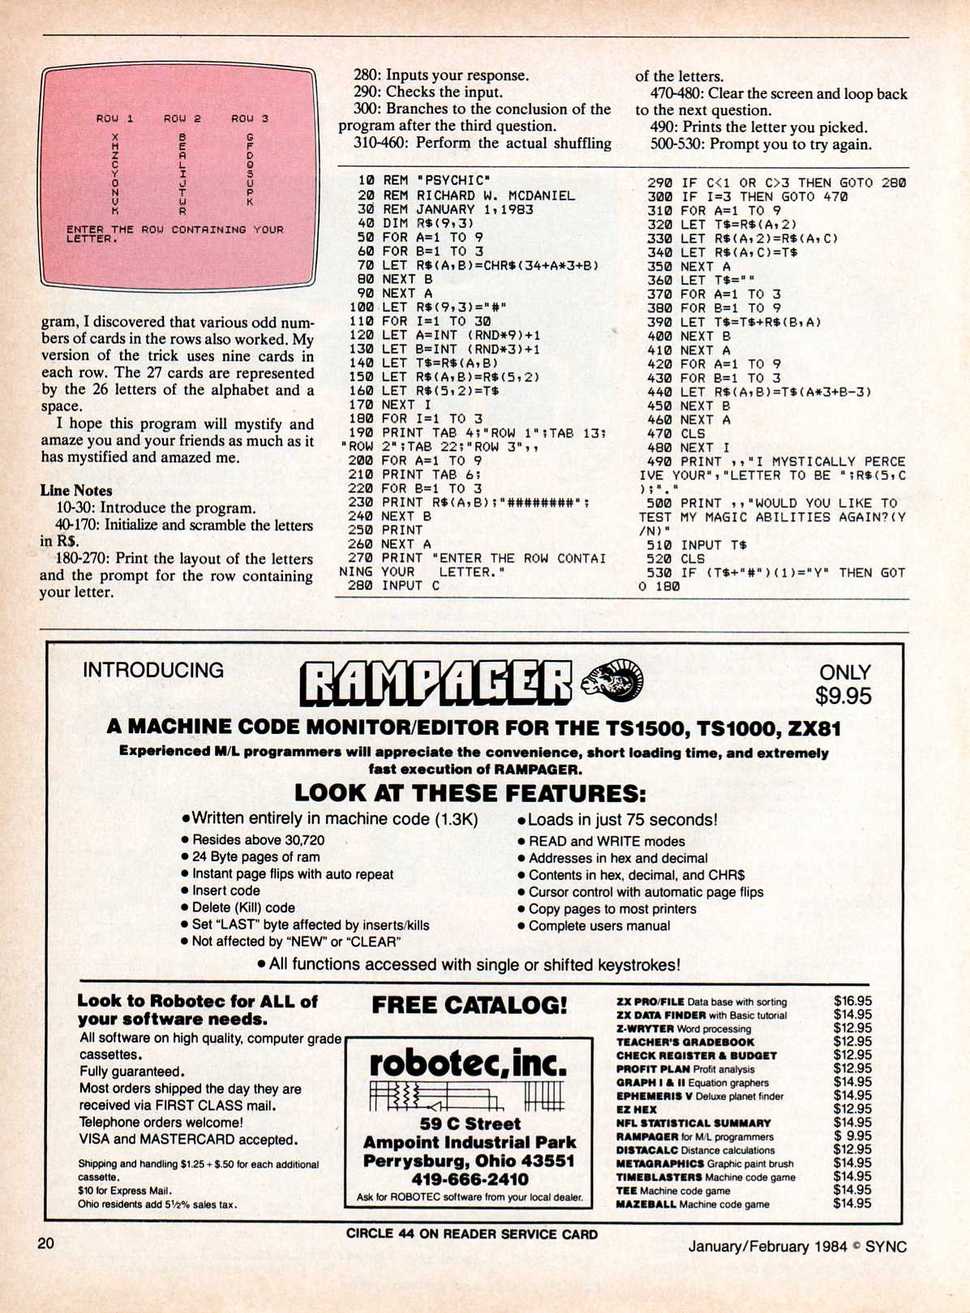 ROW 1 ROW 2 ROW 3
X B G
H E F
Z A D
C L Q
Y I S
O J U
N T P
V W K
M R
ENTER THE ROW CONTAINING YOUR
LETTER.
gram, I discovered that various odd num-
bers of cards in the rows also worked. My
version of the trick uses nine cards in
each row. The 27 cards are represented
by the 26 letters of the alphabet and a
space.
I hope this program will mystify and
amaze you and your friends as much as it
has mystified and amazed me.
Line Notes
10-30: Introduce the program.
40-170: Initialize and scramble the letters
in R$.
180-270: Print the layout of the letters
and the prompt for the row containing
your letter.
280: Inputs your response.
290: Checks the input.
300: Branches to the conclusion of the
program after the third question.
310-460: Perform the actual shuffling
of the letters.
470-480: Clear the screen and loop back
to the next question.
490: Prints the letter you picked.
500-530: Prompt you to try again.
10 REM "PSYCHIC"
20 REM RICHARD W. MCDANIEL
30 REM JANUARY 1,1983
40 DIM R$(9,3)
50 FOR A=1 TO 9
60 FOR B=1 TO 3
70 LET R$(A,B)=CHR$(34+A*3+B)
80 NEXT B
90 NEXT A
100 LET R$(9,3)="#"
110 FOR I=1 TO 30
120 LET A=INT (RND*9)+1
130 LET B=INT (RND*3)+1
140 LET T$=R$(A,B)
150 LET R$(A,B)=R$(5,2)
160 LET R$(5,2)=T$
170 NEXT I
180 FOR I=1 TO 3
190 PRINT TAB 4;"ROW 1";TAB 13;
"ROW 2";TAB 22;"ROW 3",,
200 FOR A=1 TO 9
210 PRINT TAB 6;
220 FOR B=1 TO 3
230 PRINT R$(A,B);"########";
240 NEXT B
250 PRINT
260 NEXT A
270 PRINT "ENTER THE ROW CONTAI
NING YOUR   LETTER."
280 INPUT C
290 IF C<1 OR C>3 THEN GOTO 280
300 IF I=3 THEN GOTO 470
310 FOR A=1 TO 9
320 LET T$=R$(A,2)
330 LET R$(A,2)=R$(A,C)
340 LET R$(A,C)=T$
350 NEXT A
360 LET T$=""
370 FOR A=1 TO 3
380 FOR B=1 TO 9
390 LET T$=T$+R$(B,A)
400 NEXT B
410 NEXT A
420 FOR A=1 TO 9
430 FOR B=1 TO 3
440 LET R$(A,B)=T$(A*3+B-3)
450 NEXT B
460 NEXT A
470 CLS
480 NEXT I
490 PRINT ,,"I MYSTICALLY PERCE
IVE YOUR","LETTER TO BE ";R$(5,C
);"."
500 PRINT ,,"WOULD YOU LIKE TO
TEST MY MAGIC ABILITIES AGAIN?(Y
/N)"
510 INPUT T$
520 CLS
530 IF (T$+"#")(1)="Y" THEN GOT
O 180
INTRODUCING
RAMPAGER
ONLY
$9.95
A MACHINE CODE MONITOR/EDITOR FOR THE TS1500, TS1000, ZX81
Experienced M/L programmers will appreciate the convenience, short loading time, and extremely
fast execution of RAMPAGER.
LOOK AT THESE FEATURES:
• Written entirely in machine code (1.3K)
• Resides above 30,720
• 24 Byte pages of ram
• Instant page flips with auto repeat
• Insert code
• Delete (Kill) code
• Set "LAST" byte affected by inserts/kills
• Not affected by "NEW" or "CLEAR"
• Loads in just 75 seconds!
• READ and WRITE modes
• Addresses in hex and decimal
• Contents in hex, decimal, and CHR$
• Cursor control with automatic page flips
• Copy pages to most printers
• Complete users manual
• All functions accessed with single or shifted keystrokes!
Look to Robotec for ALL of
your software needs.
All software on high quality, computer grade
cassettes.
Fully guaranteed.
Most orders shipped the day they are
received via FIRST CLASS mail.
Telephone orders welcome!
VISA and MASTERCARD accepted.
Shipping and handling $1.25 + $.50 for each additional
cassette.
$10 for Express Mail.
Ohio residents add 5½% sales tax.
FREE CATALOG!
robotec, inc.
59 C Street
Ampoint Industrial Park
Perrysburg, Ohio 43551
419-666-2410
Ask for ROBOTEC software from your local dealer.
ZX PRO/FILE Data base with sorting $16.95
ZX DATA FINDER with Basic tutorial $14.95
Z-WRYTER Word processing $12.95
TEACHER'S GRADEBOOK $12.95
CHECK REGISTER & BUDGET $12.95
PROFIT PLAN Profit analysis $12.95
GRAPH I & II Equation graphers $14.95
EPHEMERIS V Deluxe planet finder $14.95
EZ HEX $12.95
NFL STATISTICAL SUMMARY $14.95
RAMPAGER for M/L programmers $ 9.95
DISTACALC Distance calculations $12.95
METAGRAPHICS Graphic paint brush $14.95
TIMEBLASTERS Machine code game $14.95
TEE Machine code game $14.95
MAZEBALL Machine code game $14.95
CIRCLE 44 ON READER SERVICE CARD
20
January/February 1984 © SYNC